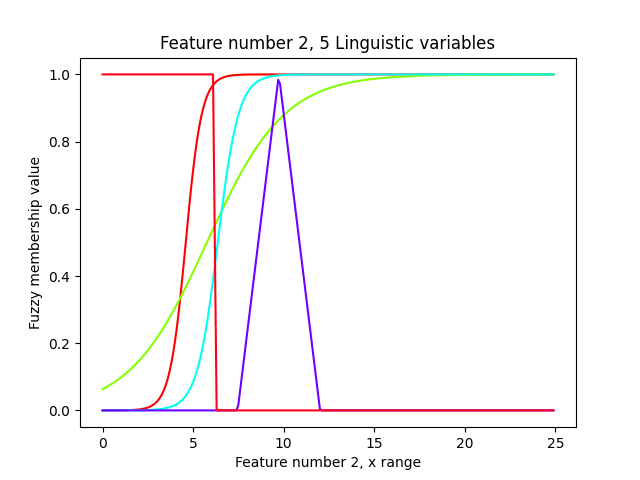 Feature number 2, 5 Linguistic variables
1.0
0.8
0.6
0.4
0.2
0.0
Fuzzy membership value
0 5 10 15 20 25
Feature number 2, x range